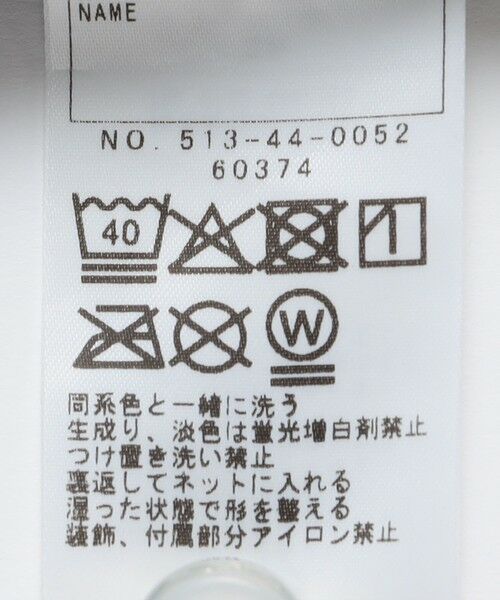 NAME
NO. 513-44-0052
60374
40
W
同系色と一緒に洗う
生成り、淡色は蛍光増白剤禁止
つけ置き洗い禁止
裏返してネットに入れる
湿った状態で形を整える
装飾、付属部分アイロン禁止